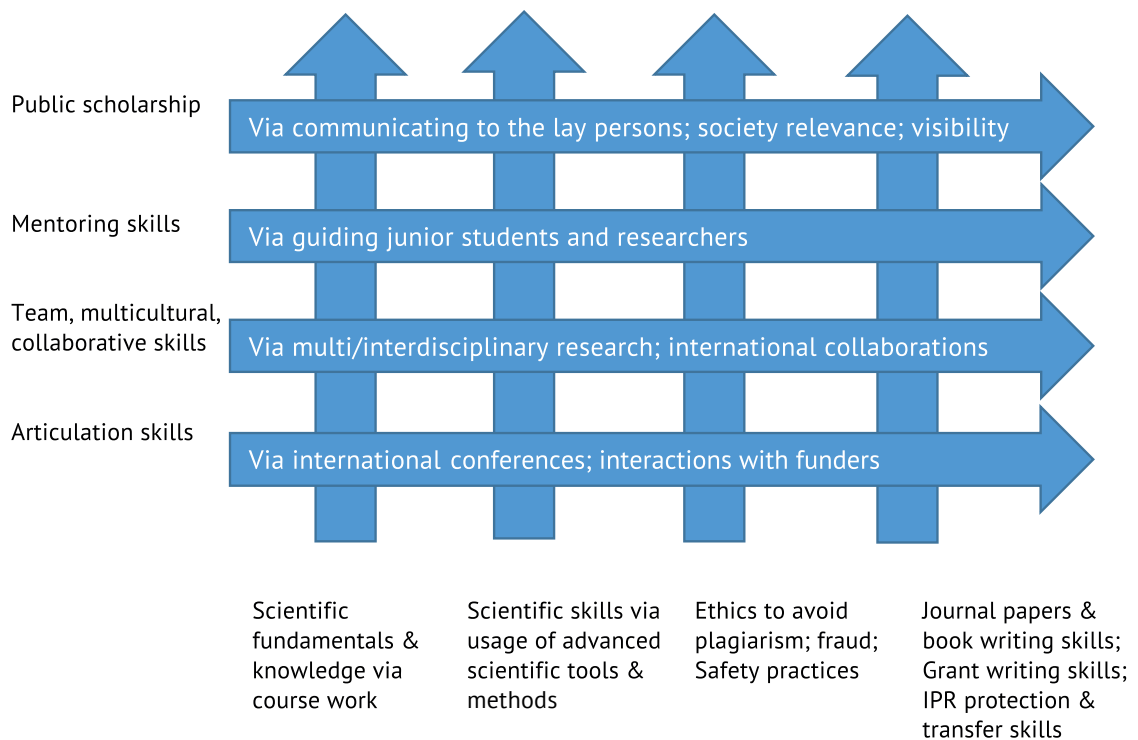 Public scholarship
Via communicating to the lay persons; society relevance; visibility
Mentoring skills
Via guiding junior students and researchers
Team, multicultural,
collaborative skills
Via multi/interdisciplinary research; international collaborations
Articulation skills
Via international conferences; interactions with funders
Scientific
fundamentals &
knowledge via
course work
Scientific skills via
usage of advanced
scientific tools &
methods
Ethics to avoid
plagiarism; fraud;
Safety practices
Journal papers &
book writing skills;
Grant writing skills;
IPR protection &
transfer skills